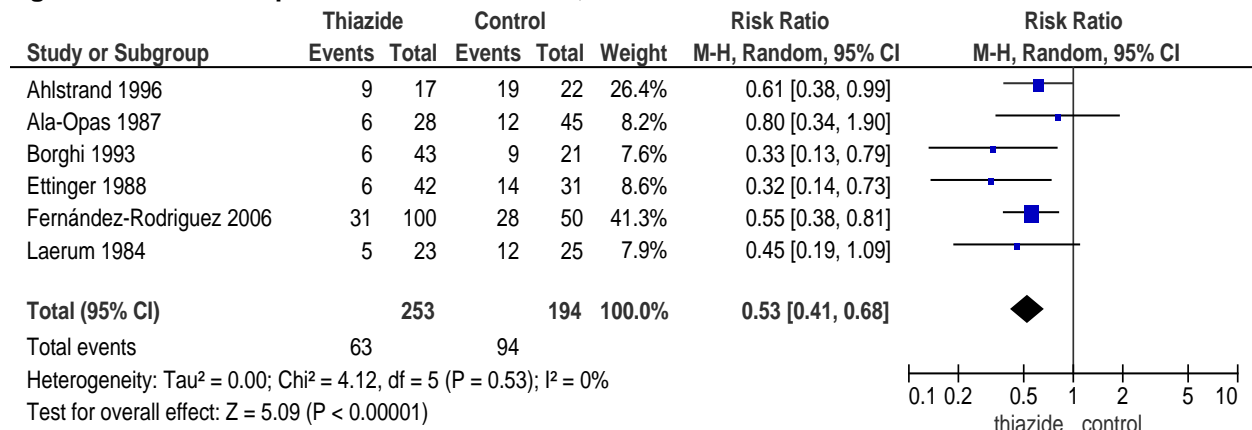 Thiazide Control Risk Ratio Risk Ratio
Study or Subgroup Events Total Events Total Weight M-H, Random, 95% CI M-H, Random, 95% CI
Ahlstrand 1996 9 17 19 22 26.4% 0.61 [0.38, 0.99]
Ala-Opas 1987 6 28 12 45 8.2% 0.80 [0.34, 1.90]
Borghi 1993 6 43 9 21 7.6% 0.33 [0.13, 0.79]
Ettinger 1988 6 42 14 31 8.6% 0.32 [0.14, 0.73]
Fernández-Rodriguez 2006 31 100 28 50 41.3% 0.55 [0.38, 0.81]
Laerum 1984 5 23 12 25 7.9% 0.45 [0.19, 1.09]
Total (95% CI) 253 194 100.0% 0.53 [0.41, 0.68]
Total events 63 94
Heterogeneity: Tau² = 0.00; Chi² = 4.12, df = 5 (P = 0.53); I² = 0%
Test for overall effect: Z = 5.09 (P < 0.00001)
0.1 0.2 0.5 1 2 5 10
thiazide control